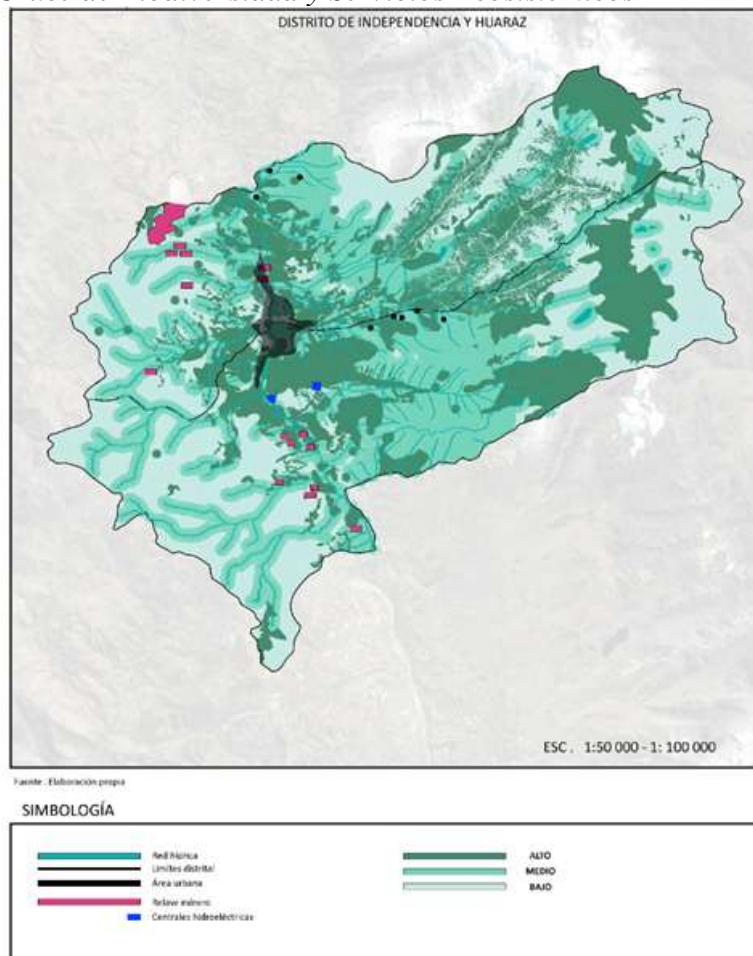 DISTRITO DE INDEPENDENCIA Y HUARAZ
ESC . 1:50 000 - 1: 100 000
Fuente . Elaboración propia
SIMBOLOGÍA
Red hídrica
Limites distrital
Área urbana
Relave minero
Centrales hidroeléctricas
ALTO
MEDIO
BAJO